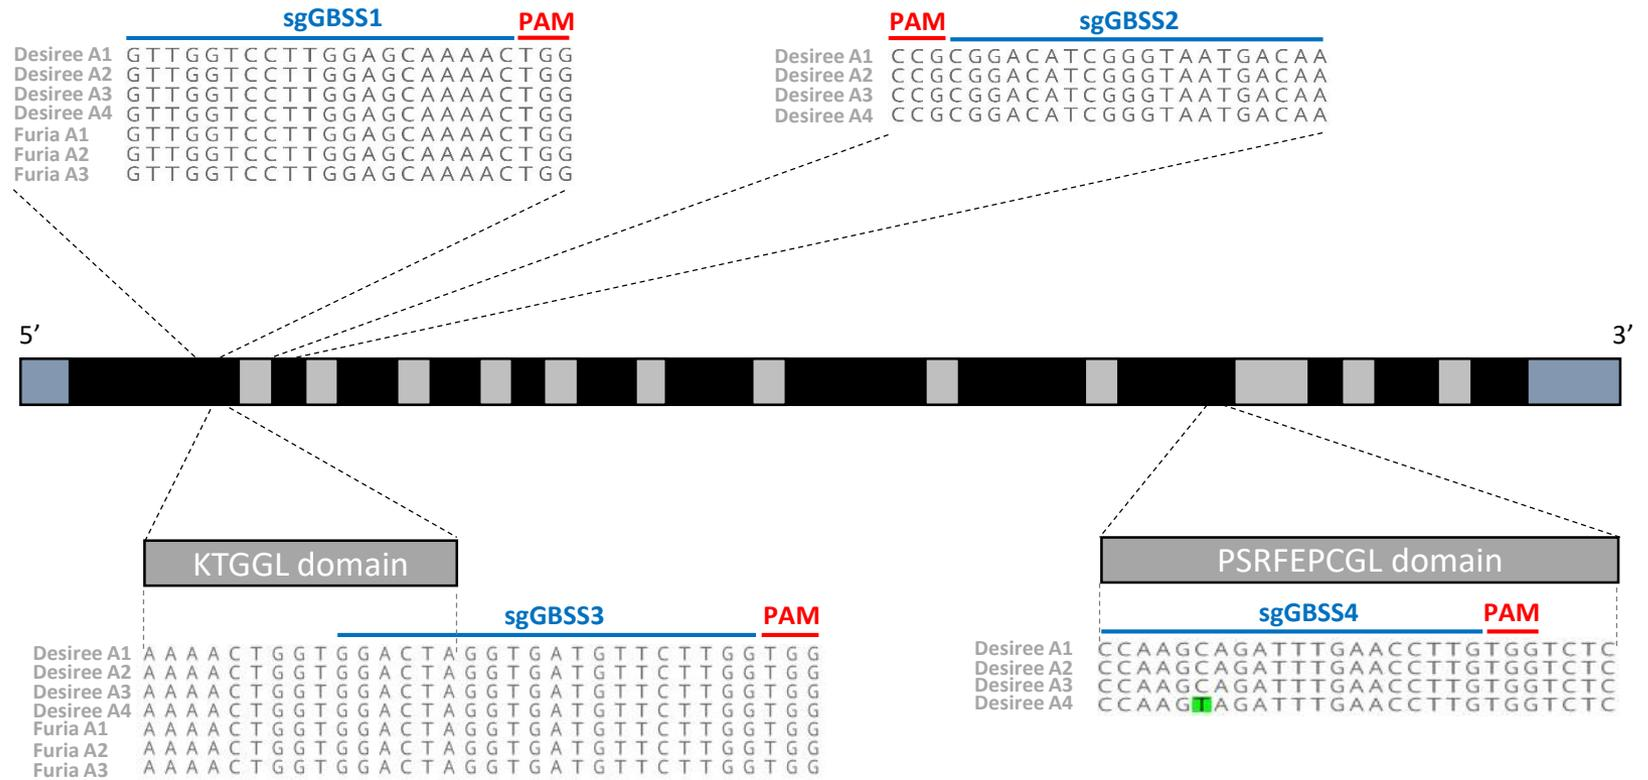 sgGBSS1 PAM
Desiree A1 GTTGGTCCTTGGAGCAAAACTGG
Desiree A2 GTTGGTCCTTGGAGCAAAACTGG
Desiree A3 GTTGGTCCTTGGAGCAAAACTGG
Desiree A4 GTTGGTCCTTGGAGCAAAACTGG
Furia A1 GTTGGTCCTTGGAGCAAAACTGG
Furia A2 GTTGGTCCTTGGAGCAAAACTGG
Furia A3 GTTGGTCCTTGGAGCAAAACTGG
PAM sgGBSS2
Desiree A1 CCGCGGACATCGGGTAATGACAA
Desiree A2 CCGCGGACATCGGGTAATGACAA
Desiree A3 CCGCGGACATCGGGTAATGACAA
Desiree A4 CCGCGGACATCGGGTAATGACAA
5’ 3’
KTGGL domain
sgGBSS3 PAM
Desiree A1 AAAACTGGTGGACTAGGTGATGTTCTTGGTGG
Desiree A2 AAAACTGGTGGACTAGGTGATGTTCTTGGTGG
Desiree A3 AAAACTGGTGGACTAGGTGATGTTCTTGGTGG
Desiree A4 AAAACTGGTGGACTAGGTGATGTTCTTGGTGG
Furia A1 AAAACTGGTGGACTAGGTGATGTTCTTGGTGG
Furia A2 AAAACTGGTGGACTAGGTGATGTTCTTGGTGG
Furia A3 AAAACTGGTGGACTAGGTGATGTTCTTGGTGG
PSRFEPCGL domain
sgGBSS4 PAM
Desiree A1 CCAAGCAGATTTGAACCTTGTGGTCTC
Desiree A2 CCAAGCAGATTTGAACCTTGTGGTCTC
Desiree A3 CCAAGCAGATTTGAACCTTGTGGTCTC
Desiree A4 CCAAGTAGATTTGAACCTTGTGGTCTC